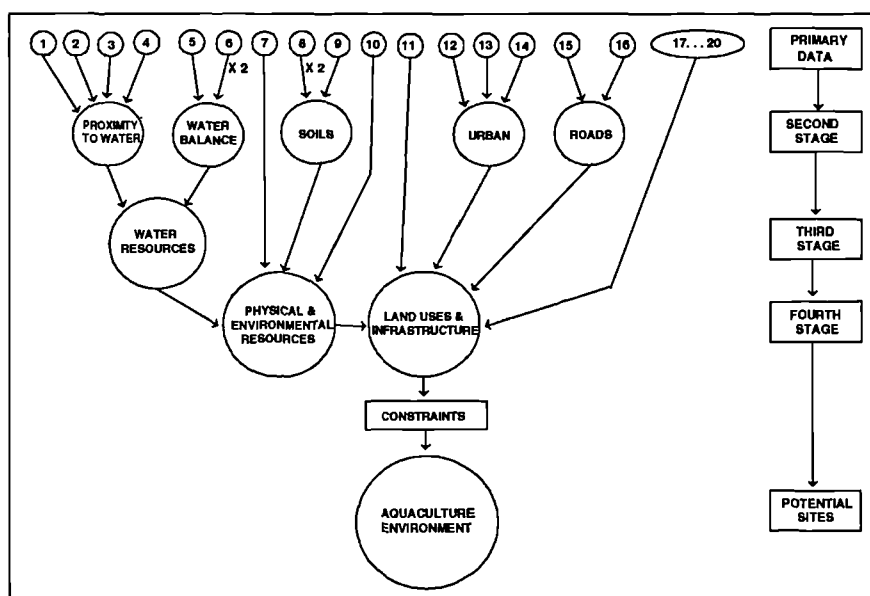 1 2 3 4 5 6 7 8 9 10 11 12 13 14 15 16 17. . . 20
X 2 X 2
PRIMARY
DATA
PROXIMTY
TO WATER
WATER
BALANCE
SOILS
URBAN
ROADS
SECOND
STAGE
WATER
RESOURCES
THIRD
STAGE
PHYSICAL &
ENVIRONMENTAL
RESOURCES
LAND USES &
INFRASTRUCTURE
FOURTH
STAGE
CONSTRAINTS
AQUACULTURE
ENVIRONMENT
POTENTIAL
SITES